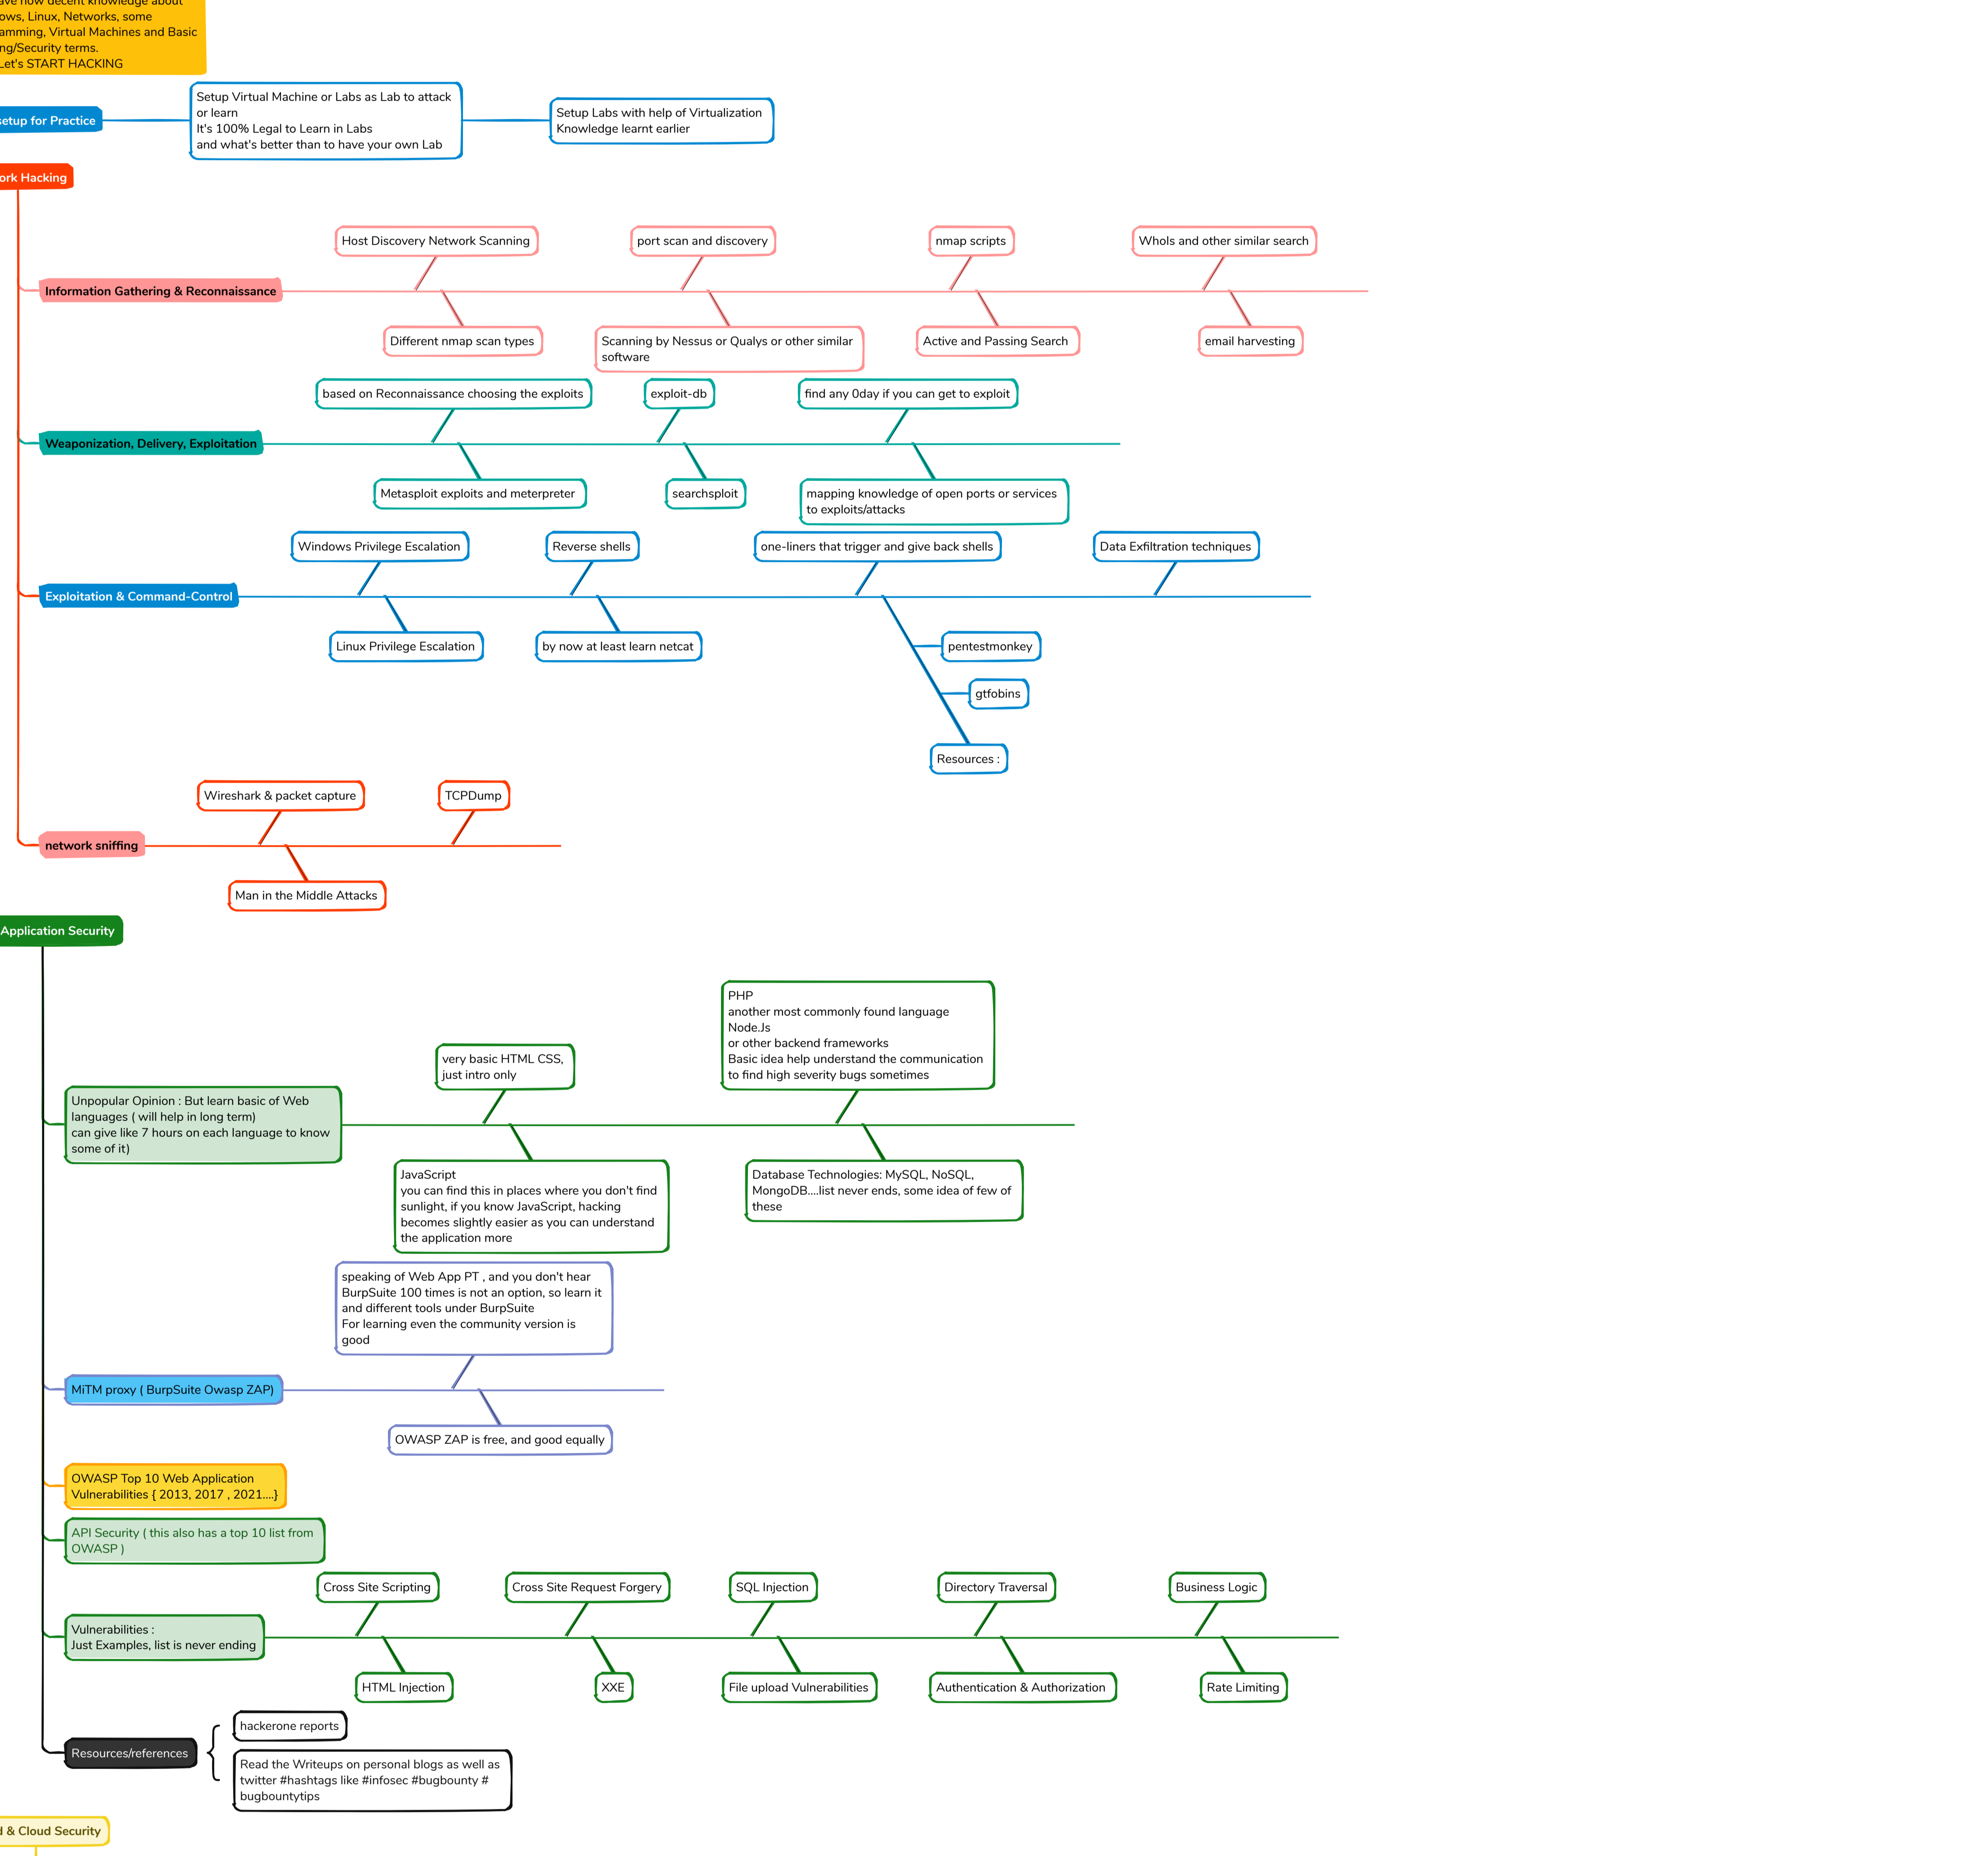 ave now decent knowledge about
ows, Linux, Networks, some
amming, Virtual Machines and Basic
ng/Security terms.
Let's START HACKING
setup for Practice
Setup Virtual Machine or Labs as Lab to attack
or learn
It's 100% Legal to Learn in Labs
and what's better than to have your own Lab
Setup Labs with help of Virtualization
Knowledge learnt earlier
ork Hacking
Host Discovery Network Scanning
port scan and discovery
nmap scripts
WhoIs and other similar search
Information Gathering & Reconnaissance
Different nmap scan types
Scanning by Nessus or Qualys or other similar
software
Active and Passing Search
email harvesting
based on Reconnaissance choosing the exploits
exploit-db
find any 0day if you can get to exploit
Weaponization, Delivery, Exploitation
Metasploit exploits and meterpreter
searchsploit
mapping knowledge of open ports or services
to exploits/attacks
Windows Privilege Escalation
Reverse shells
one-liners that trigger and give back shells
Data Exfiltration techniques
Exploitation & Command-Control
Linux Privilege Escalation
by now at least learn netcat
pentestmonkey
gtfobins
Resources :
Wireshark & packet capture
TCPDump
network sniffing
Man in the Middle Attacks
Application Security
PHP
another most commonly found language
Node.Js
or other backend frameworks
Basic idea help understand the communication
to find high severity bugs sometimes
very basic HTML CSS,
just intro only
Unpopular Opinion : But learn basic of Web
languages ( will help in long term)
can give like 7 hours on each language to know
some of it)
JavaScript
you can find this in places where you don't find
sunlight, if you know JavaScript, hacking
becomes slightly easier as you can understand
the application more
Database Technologies: MySQL, NoSQL,
MongoDB....list never ends, some idea of few of
these
speaking of Web App PT , and you don't hear
BurpSuite 100 times is not an option, so learn it
and different tools under BurpSuite
For learning even the community version is
good
MiTM proxy ( BurpSuite Owasp ZAP)
OWASP ZAP is free, and good equally
OWASP Top 10 Web Application
Vulnerabilities { 2013, 2017 , 2021....}
API Security ( this also has a top 10 list from
OWASP )
Cross Site Scripting
Cross Site Request Forgery
SQL Injection
Directory Traversal
Business Logic
Vulnerabilities :
Just Examples, list is never ending
HTML Injection
XXE
File upload Vulnerabilities
Authentication & Authorization
Rate Limiting
hackerone reports
Resources/references
Read the Writeups on personal blogs as well as
twitter #hashtags like #infosec #bugbounty #
bugbountytips
& Cloud Security